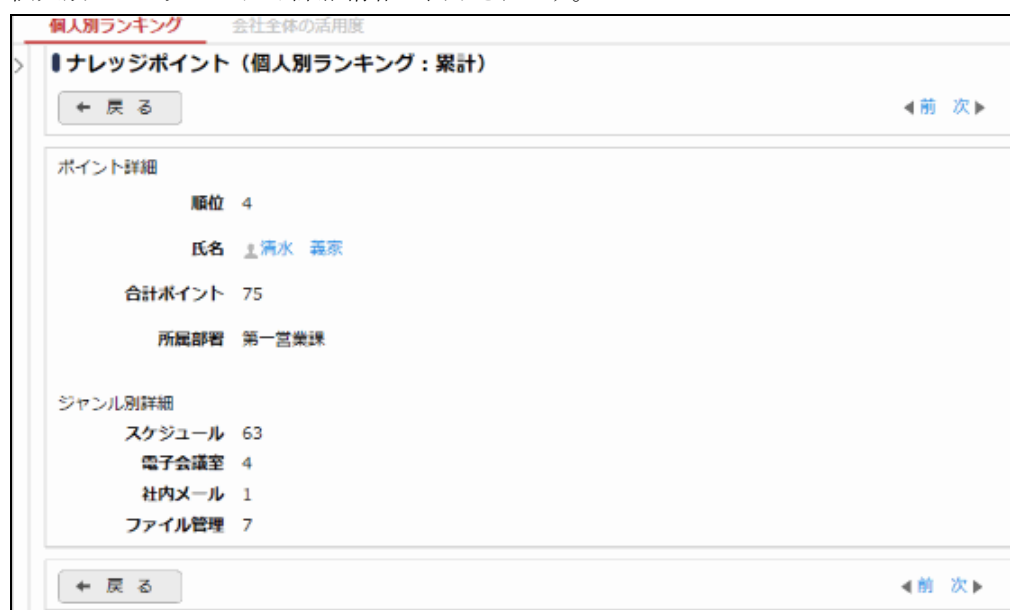 個人別ランキング 会社全体の活用度
ナレッジポイント（個人別ランキング：累計）
← 戻 る ◀前 次▶
ポイント詳細
順位 4
氏名 清水 義家
合計ポイント 75
所属部署 第一営業課
ジャンル別詳細
スケジュール 63
電子会議室 4
社内メール 1
ファイル管理 7
← 戻 る ◀前 次▶